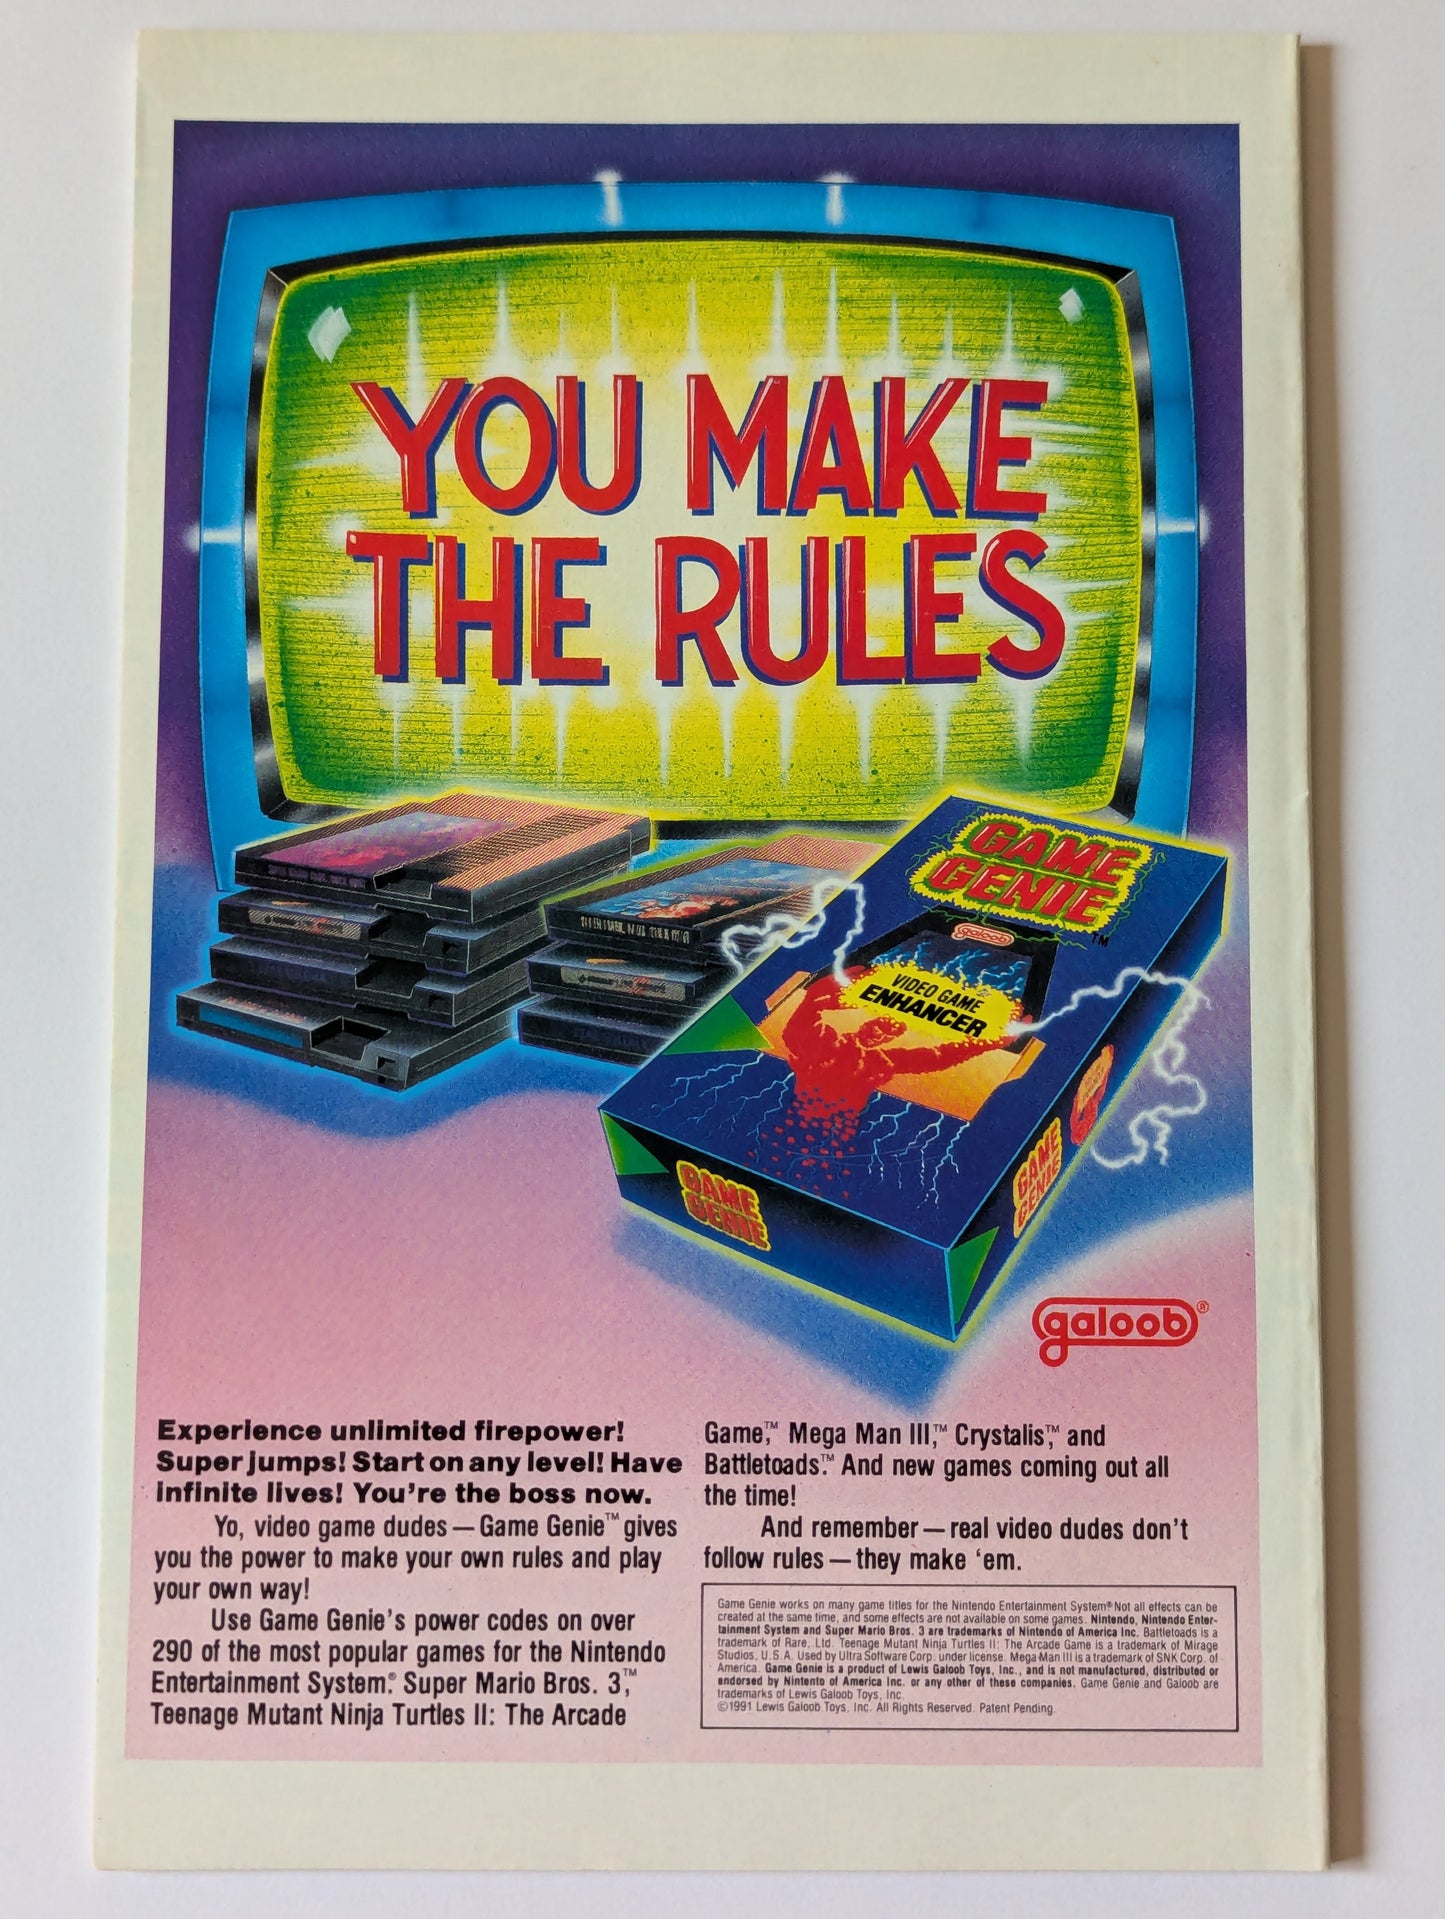 YOU MAKE
THE RULES
GAME
GENIE
TM
galoob
VIDEO GAME
ENHANCER
GAME
GENIE
GAME
GENIE
galoob®
Experience unlimited firepower!
Super jumps! Start on any level! Have
infinite lives! You're the boss now.
Yo, video game dudes — Game Genie™ gives
you the power to make your own rules and play
your own way!
Use Game Genie's power codes on over
290 of the most popular games for the Nintendo
Entertainment System.® Super Mario Bros. 3,™
Teenage Mutant Ninja Turtles II: The Arcade
Game,™ Mega Man III,™ Crystalis,™ and
Battletoads.™ And new games coming out all
the time!
And remember — real video dudes don't
follow rules — they make 'em.
Game Genie works on many game titles for the Nintendo Entertainment System.® Not all effects can be
created at the same time, and some effects are not available on some games. Nintendo, Nintendo Enter-
tainment System and Super Mario Bros. 3 are trademarks of Nintendo of America Inc. Battletoads is a
trademark of Rare, Ltd. Teenage Mutant Ninja Turtles II: The Arcade Game is a trademark of Mirage
Studios, U.S.A. Used by Ultra Software Corp. under license. Mega Man III is a trademark of SNK Corp. of
America. Game Genie is a product of Lewis Galoob Toys, Inc., and is not manufactured, distributed or
endorsed by Nintento of America Inc. or any other of these companies. Game Genie and Galoob are
trademarks of Lewis Galoob Toys, Inc.
©1991 Lewis Galoob Toys, Inc. All Rights Reserved. Patent Pending.